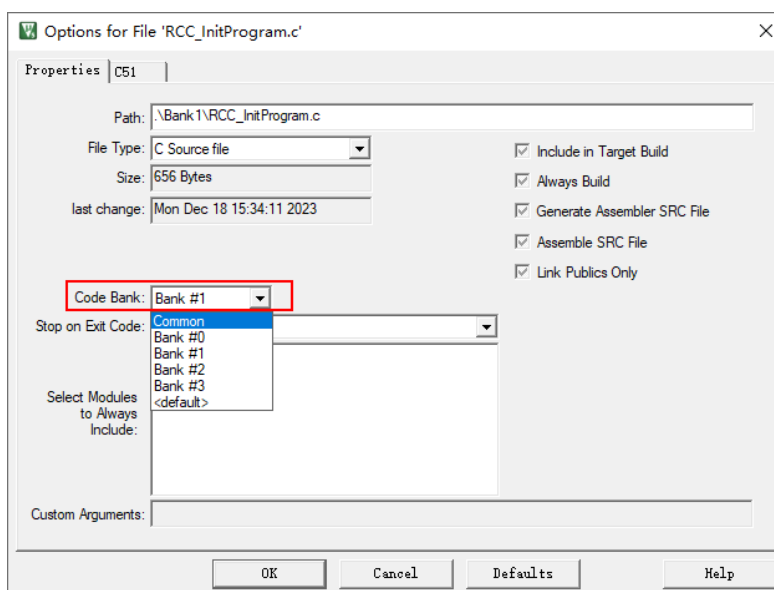 Options for File 'RCC_InitProgram.c'
Properties C51
Path: .\Bank1\RCC_InitProgram.c
File Type: C Source file
Include in Target Build
Size: 656 Bytes
Always Build
last change: Mon Dec 18 15:34:11 2023
Generate Assembler SRC File
Assemble SRC File
Link Publics Only
Code Bank: Bank #1
Stop on Exit Code:
Common
Bank #0
Bank #1
Bank #2
Bank #3
<default>
Select Modules
to Always
Include:
Custom Arguments:
OK Cancel Defaults Help